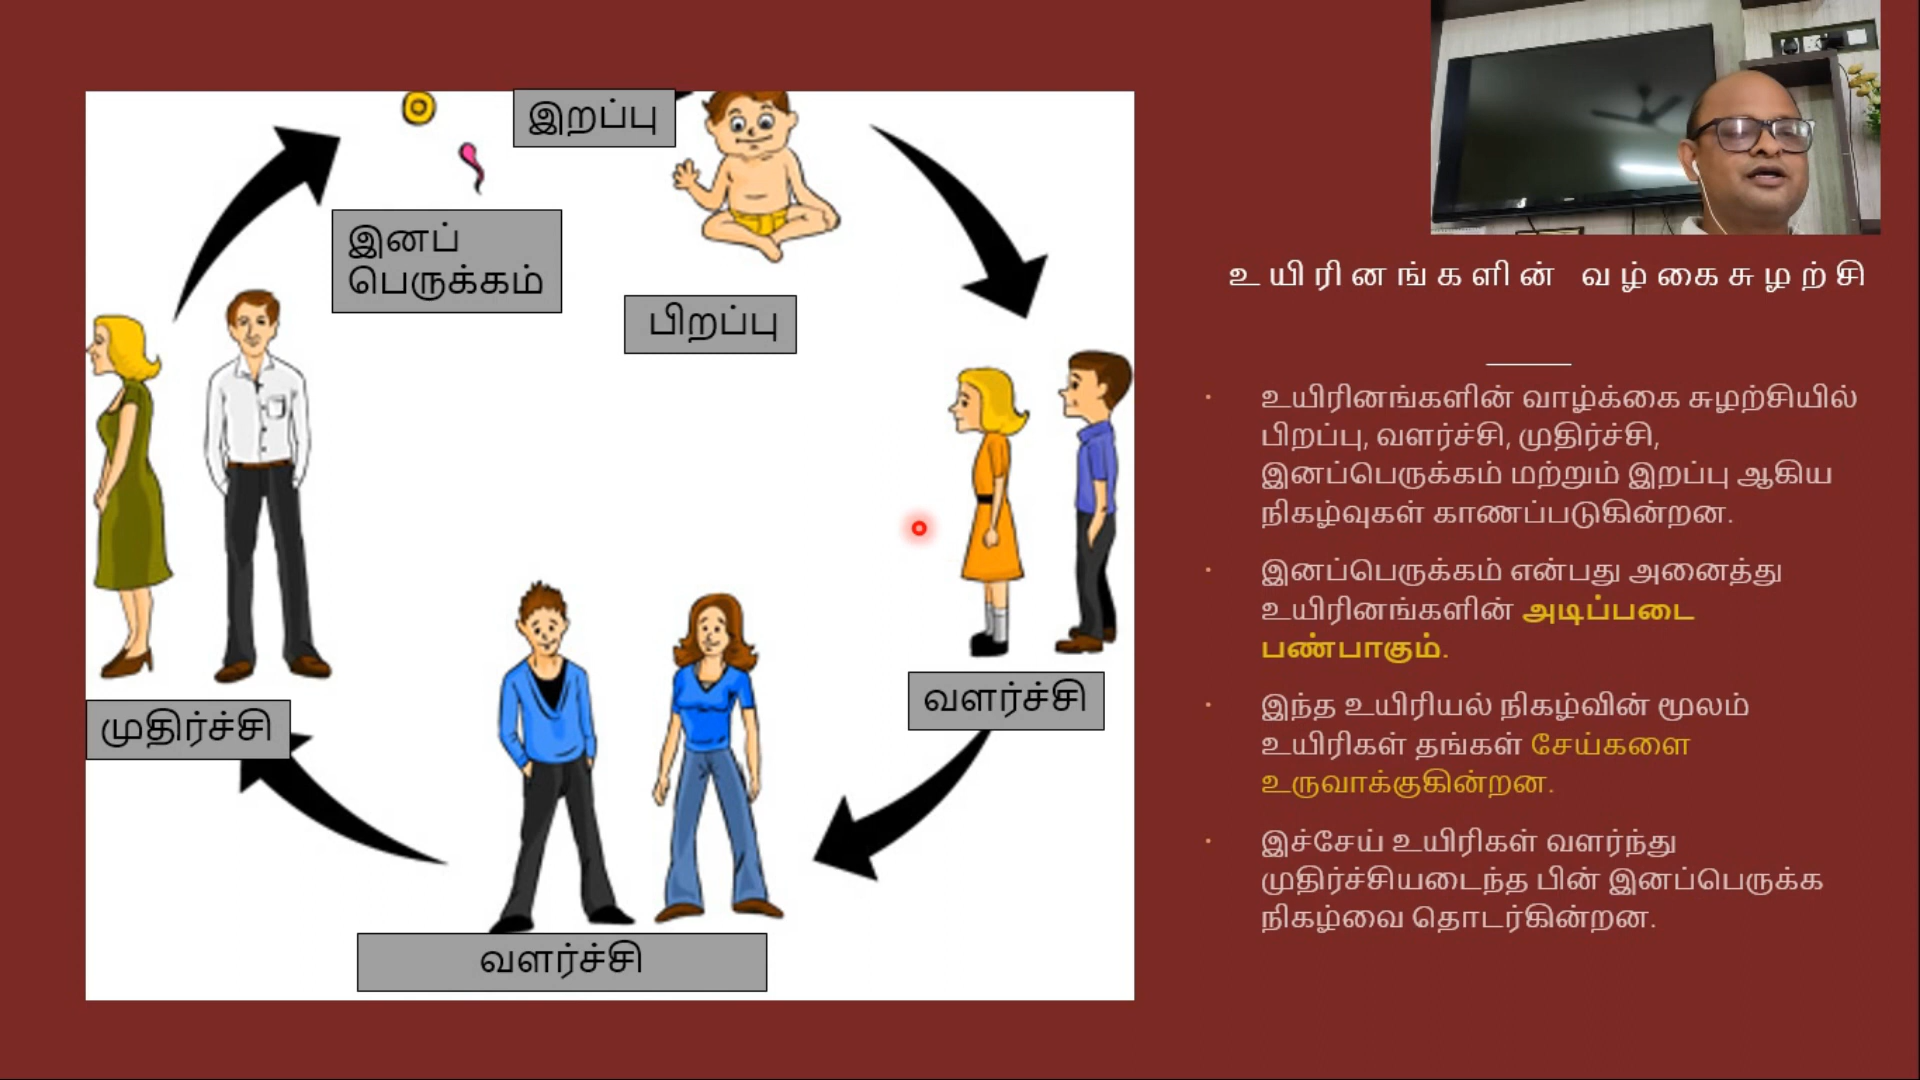 இறப்பு
இனப்
பெருக்கம்
பிறப்பு
வளர்ச்சி
முதிர்ச்சி
வளர்ச்சி
உயிரினங்களின் வழ்கைசுழற்சி
உயிரினங்களின் வாழ்க்கை சுழற்சியில்
பிறப்பு, வளர்ச்சி, முதிர்ச்சி,
இனப்பெருக்கம் மற்றும் இறப்பு ஆகிய
நிகழ்வுகள் காணப்படுகின்றன.
இனப்பெருக்கம் என்பது அனைத்து
உயிரினங்களின் அடிப்படை
பண்பாகும்.
இந்த உயிரியல் நிகழ்வின் மூலம்
உயிரிகள் தங்கள் சேய்களை
உருவாக்குகின்றன.
இச்சேய் உயிரிகள் வளர்ந்து
முதிர்ச்சியடைந்த பின் இனப்பெருக்க
நிகழ்வை தொடர்கின்றன.